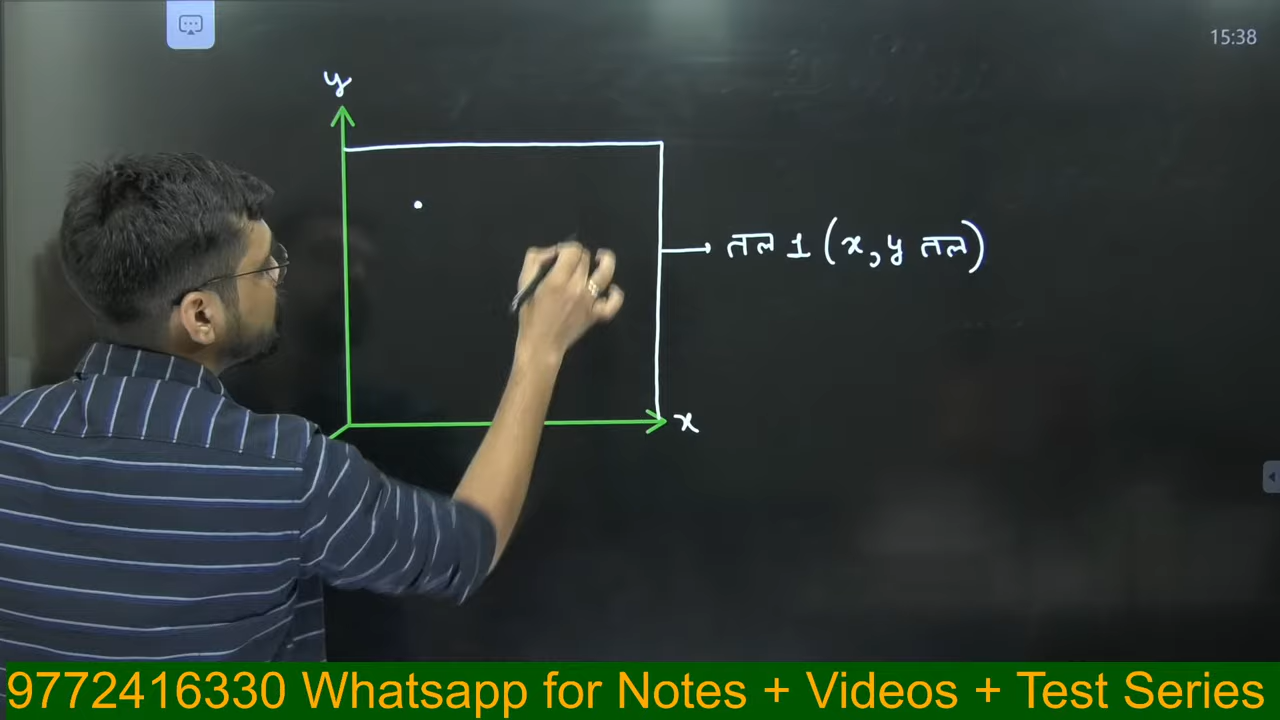 15:38
y
तल 1 (x, y तल)
x
9772416330 Whatsapp for Notes + Videos + Test Series